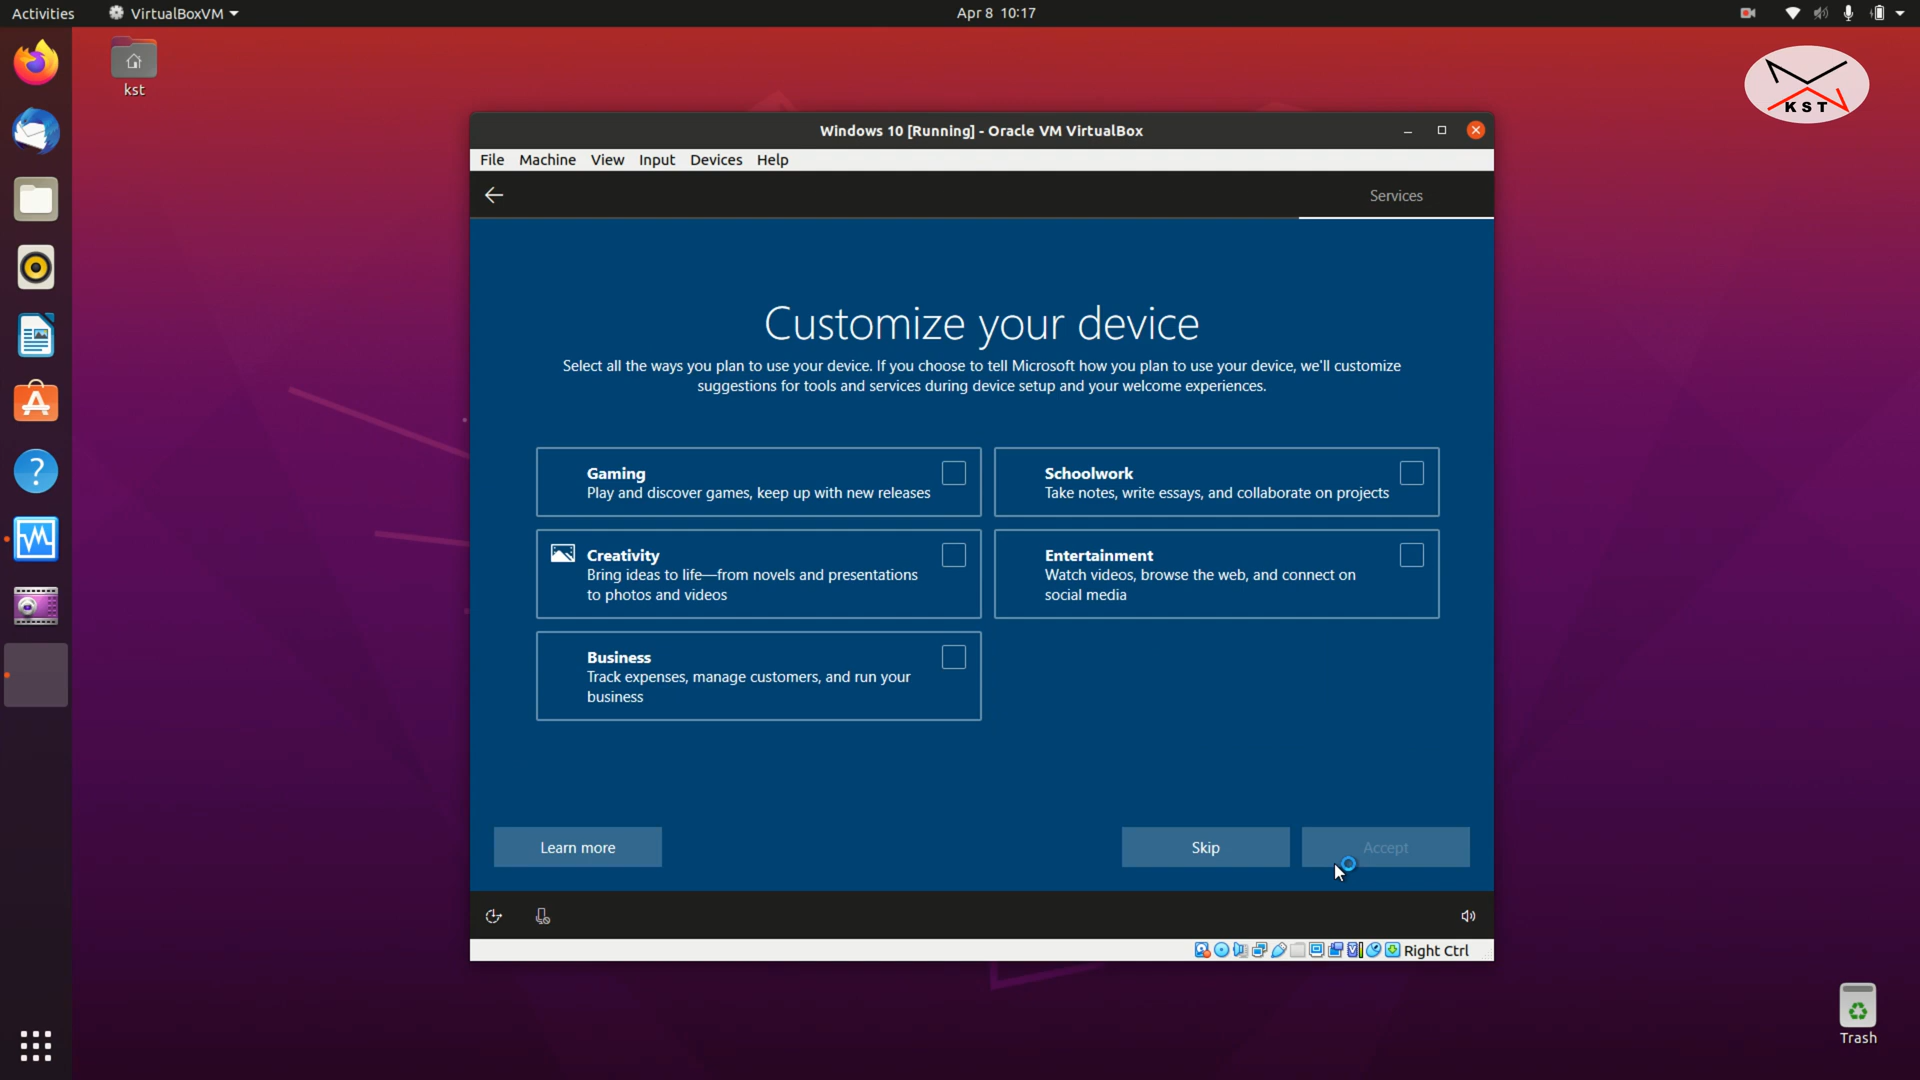 Activities
VirtualBoxVM
Apr 8 10:17
kst
KST
Windows 10 [Running] - Oracle VM VirtualBox
File Machine View Input Devices Help
Services
Customize your device
Select all the ways you plan to use your device. If you choose to tell Microsoft how you plan to use your device, we'll customize
suggestions for tools and services during device setup and your welcome experiences.
Gaming
Play and discover games, keep up with new releases
Schoolwork
Take notes, write essays, and collaborate on projects
Creativity
Bring ideas to life—from novels and presentations
to photos and videos
Entertainment
Watch videos, browse the web, and connect on
social media
Business
Track expenses, manage customers, and run your
business
Learn more
Skip
Accept
Right Ctrl
Trash